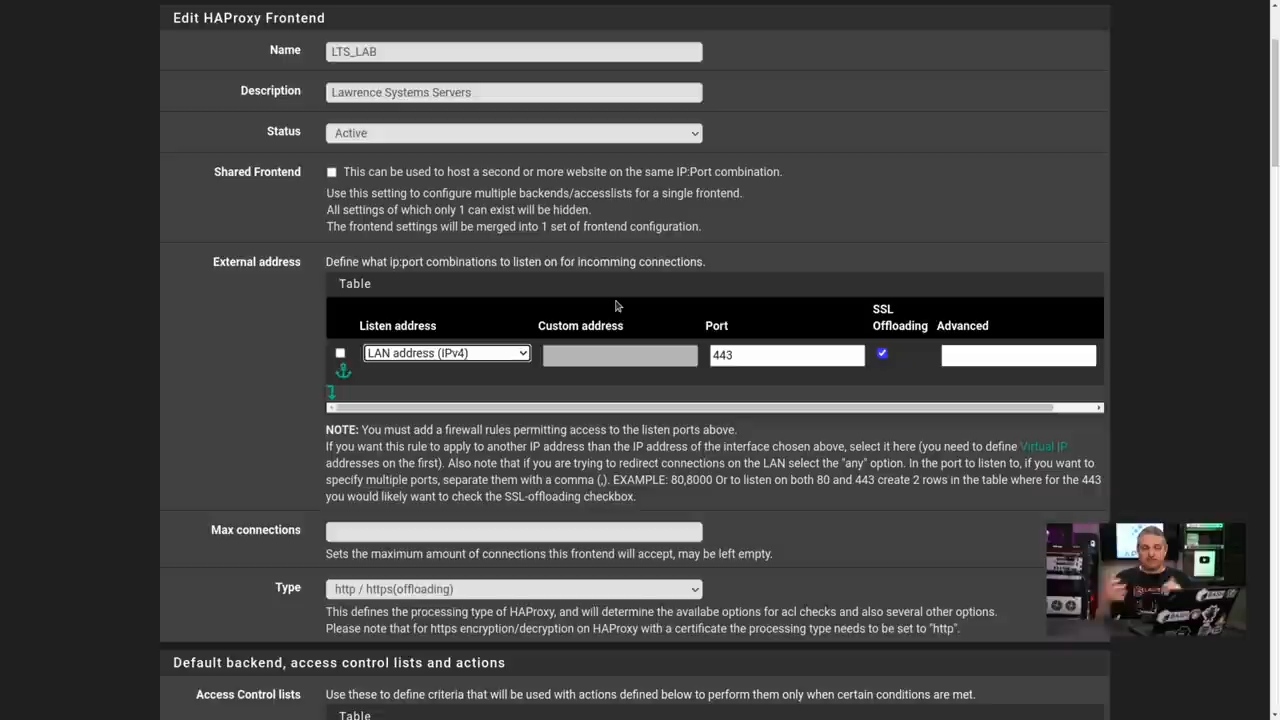 Edit HAProxy Frontend
Name
LTS_LAB
Description
Lawrence Systems Servers
Status
Active
Shared Frontend
This can be used to host a second or more website on the same IP:Port combination.
Use this setting to configure multiple backends/accesslists for a single frontend.
All settings of which only 1 can exist will be hidden.
The frontend settings will be merged into 1 set of frontend configuration.
External address
Define what ip:port combinations to listen on for incomming connections.
Table
Listen address
Custom address
Port
SSL
Offloading
Advanced
LAN address (IPv4)
443
NOTE: You must add a firewall rules permitting access to the listen ports above.
If you want this rule to apply to another IP address than the IP address of the interface chosen above, select it here (you need to define Virtual IP
addresses on the first). Also note that if you are trying to redirect connections on the LAN select the "any" option. In the port to listen to, if you want to
specify multiple ports, separate them with a comma (,). EXAMPLE: 80,8000 Or to listen on both 80 and 443 create 2 rows in the table where for the 443
you would likely want to check the SSL-offloading checkbox.
Max connections
Sets the maximum amount of connections this frontend will accept, may be left empty.
Type
http / https(offloading)
This defines the processing type of HAProxy, and will determine the availabe options for acl checks and also several other options.
Please note that for https encryption/decryption on HAProxy with a certificate the processing type needs to be set to "http".
Default backend, access control lists and actions
Access Control lists
Use these to define criteria that will be used with actions defined below to perform them only when certain conditions are met.
Table